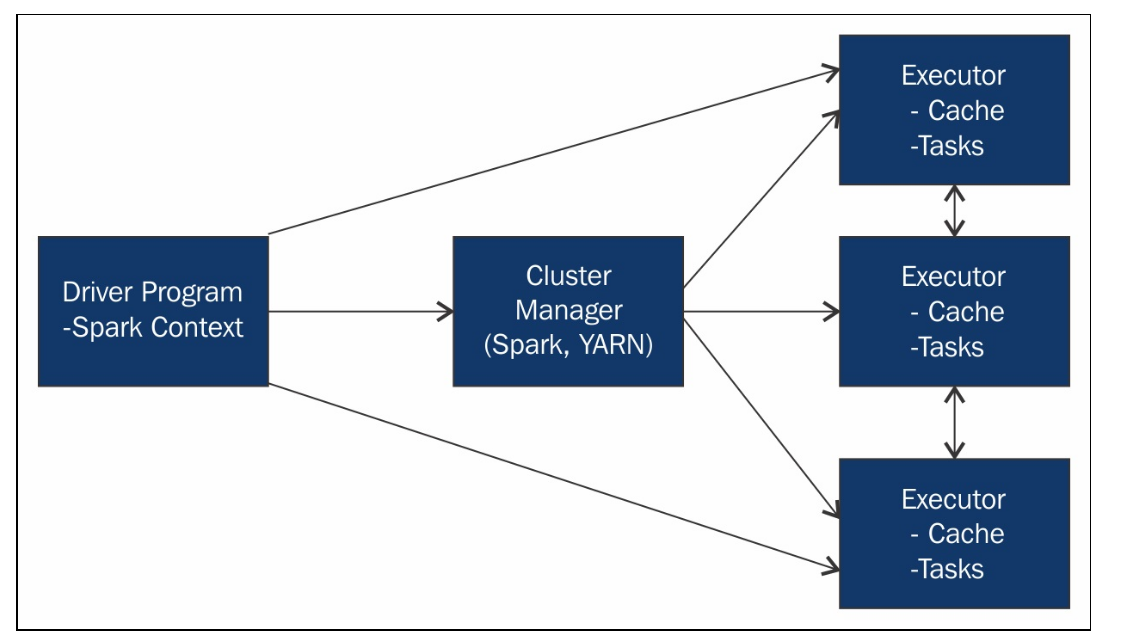 Driver Program
-Spark Context
Cluster
Manager
(Spark, YARN)
Executor
- Cache
-Tasks
Executor
- Cache
-Tasks
Executor
- Cache
-Tasks